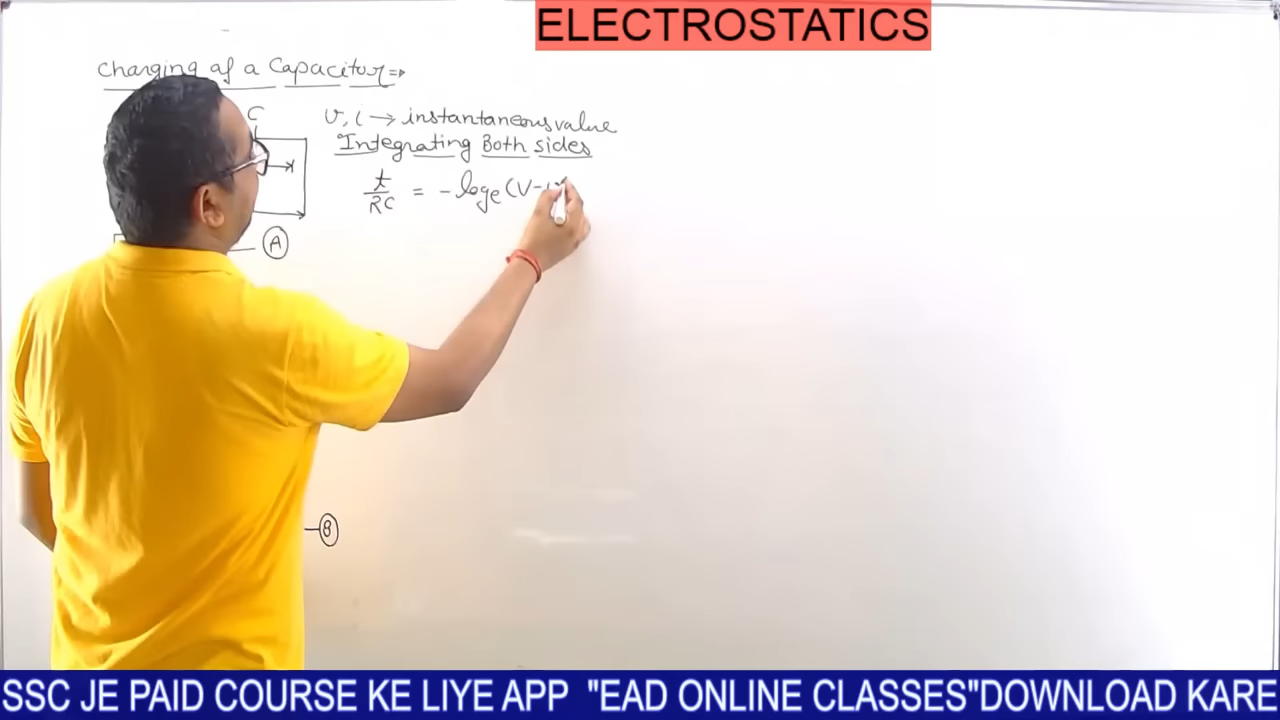 ELECTROSTATICS
Charging of a Capacitor ⇒
C
v, i → instantaneous value
Integrating Both sides
t/RC = - logₑ (V-
A
B
SSC JE PAID COURSE KE LIYE APP "EAD ONLINE CLASSES"DOWNLOAD KARE